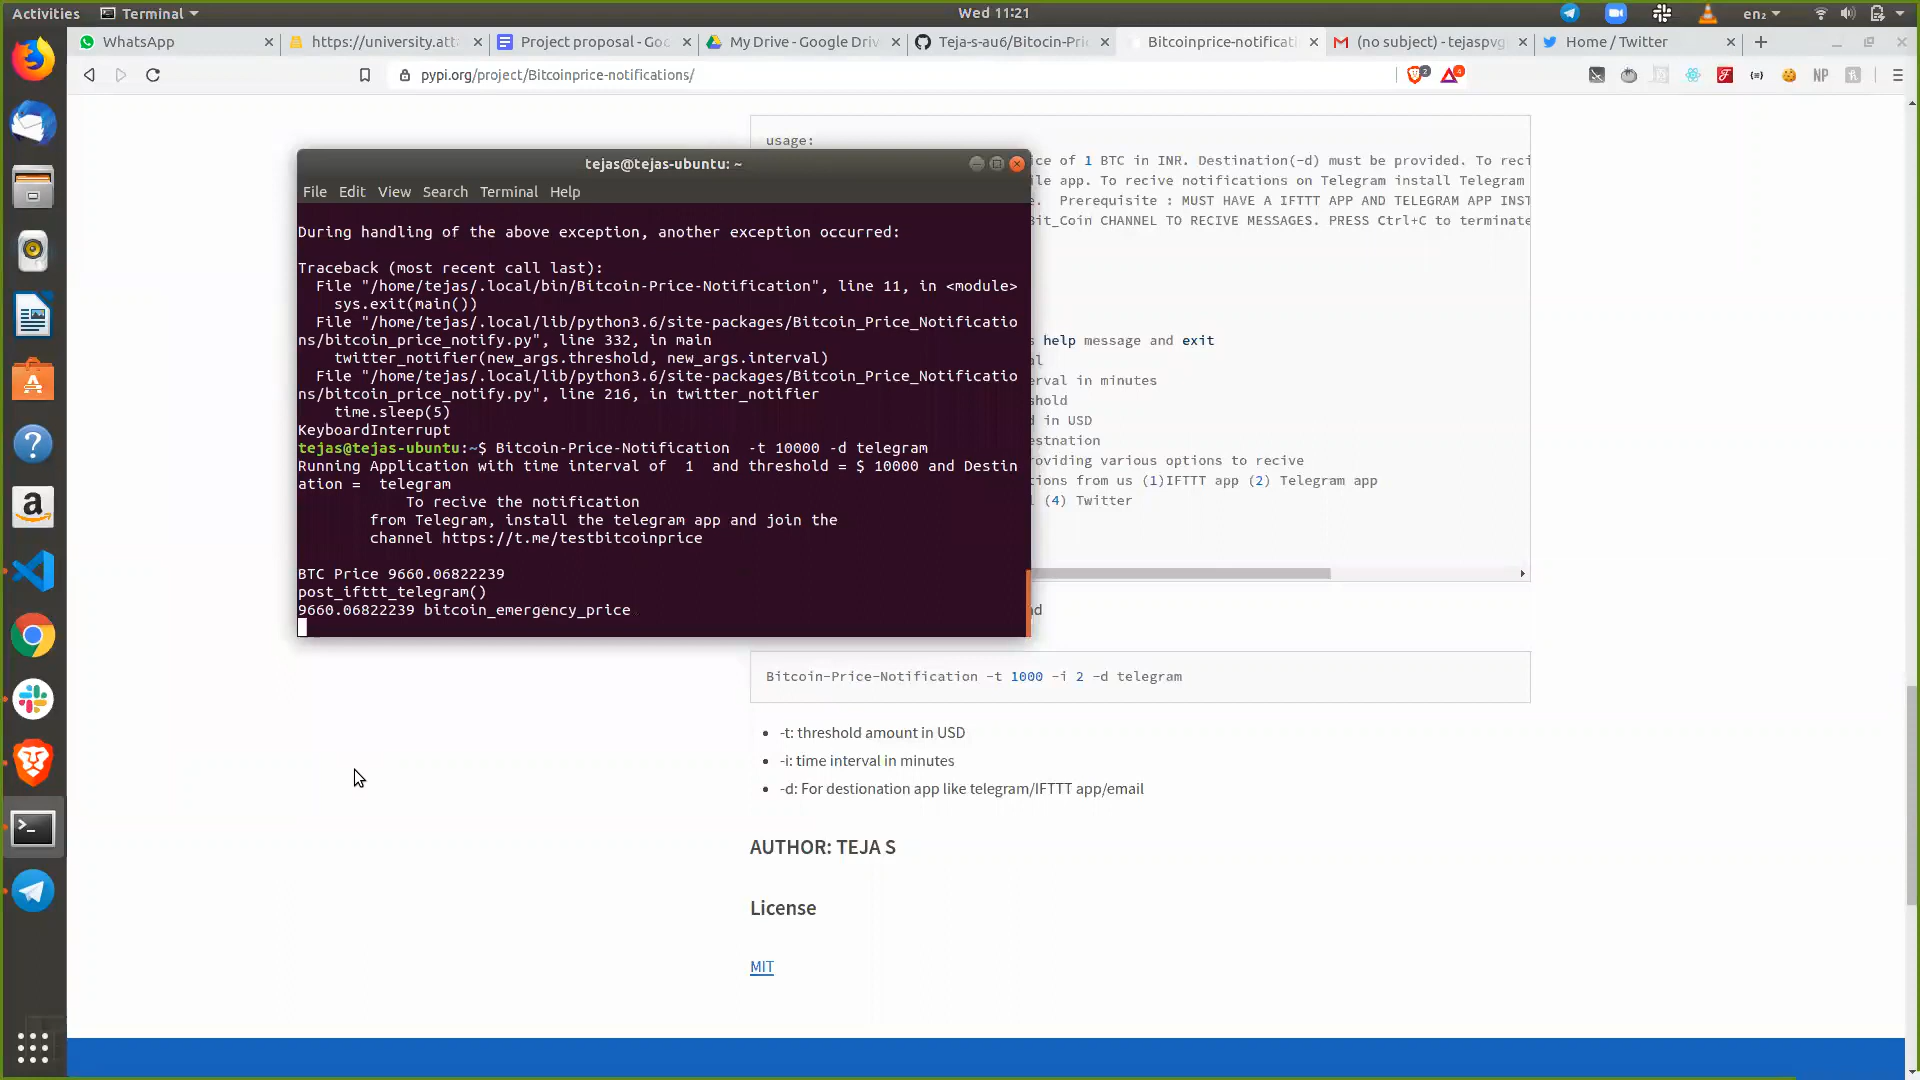 Activities
Terminal
Wed 11:21
en₂
WhatsApp
https://university.att
Project proposal - Goo
My Drive - Google Driv
Teja-s-au6/Bitocin-Pri
Bitcoinprice-notificati
(no subject) - tejaspvg
Home / Twitter
pypi.org/project/Bitcoinprice-notifications/
2
4
NP
usage:
ice of 1 BTC in INR. Destination(-d) must be provided. To reci
ile app. To recive notifications on Telegram install Telegram
e. Prerequisite : MUST HAVE A IFTTT APP AND TELEGRAM APP INST
Bit_Coin CHANNEL TO RECIVE MESSAGES. PRESS Ctrl+C to terminate
s help message and exit
al
erval in minutes
shold
d in USD
estnation
roviding various options to recive
tions from us (1)IFTTT app (2) Telegram app
l (4) Twitter
nd
tejas@tejas-ubuntu: ~
File Edit View Search Terminal Help
During handling of the above exception, another exception occurred:
Traceback (most recent call last):
File "/home/tejas/.local/bin/Bitcoin-Price-Notification", line 11, in <module>
sys.exit(main())
File "/home/tejas/.local/lib/python3.6/site-packages/Bitcoin_Price_Notificatio
ns/bitcoin_price_notify.py", line 332, in main
twitter_notifier(new_args.threshold, new_args.interval)
File "/home/tejas/.local/lib/python3.6/site-packages/Bitcoin_Price_Notificatio
ns/bitcoin_price_notify.py", line 216, in twitter_notifier
time.sleep(5)
KeyboardInterrupt
tejas@tejas-ubuntu:~$ Bitcoin-Price-Notification -t 10000 -d telegram
Running Application with time interval of 1 and threshold = $ 10000 and Destin
ation = telegram
To recive the notification
from Telegram, install the telegram app and join the
channel https://t.me/testbitcoinprice
BTC Price 9660.06822239
post_ifttt_telegram()
9660.06822239 bitcoin_emergency_price
Bitcoin-Price-Notification -t 1000 -i 2 -d telegram
-t: threshold amount in USD
-i: time interval in minutes
-d: For destionation app like telegram/IFTTT app/email
AUTHOR: TEJA S
License
MIT